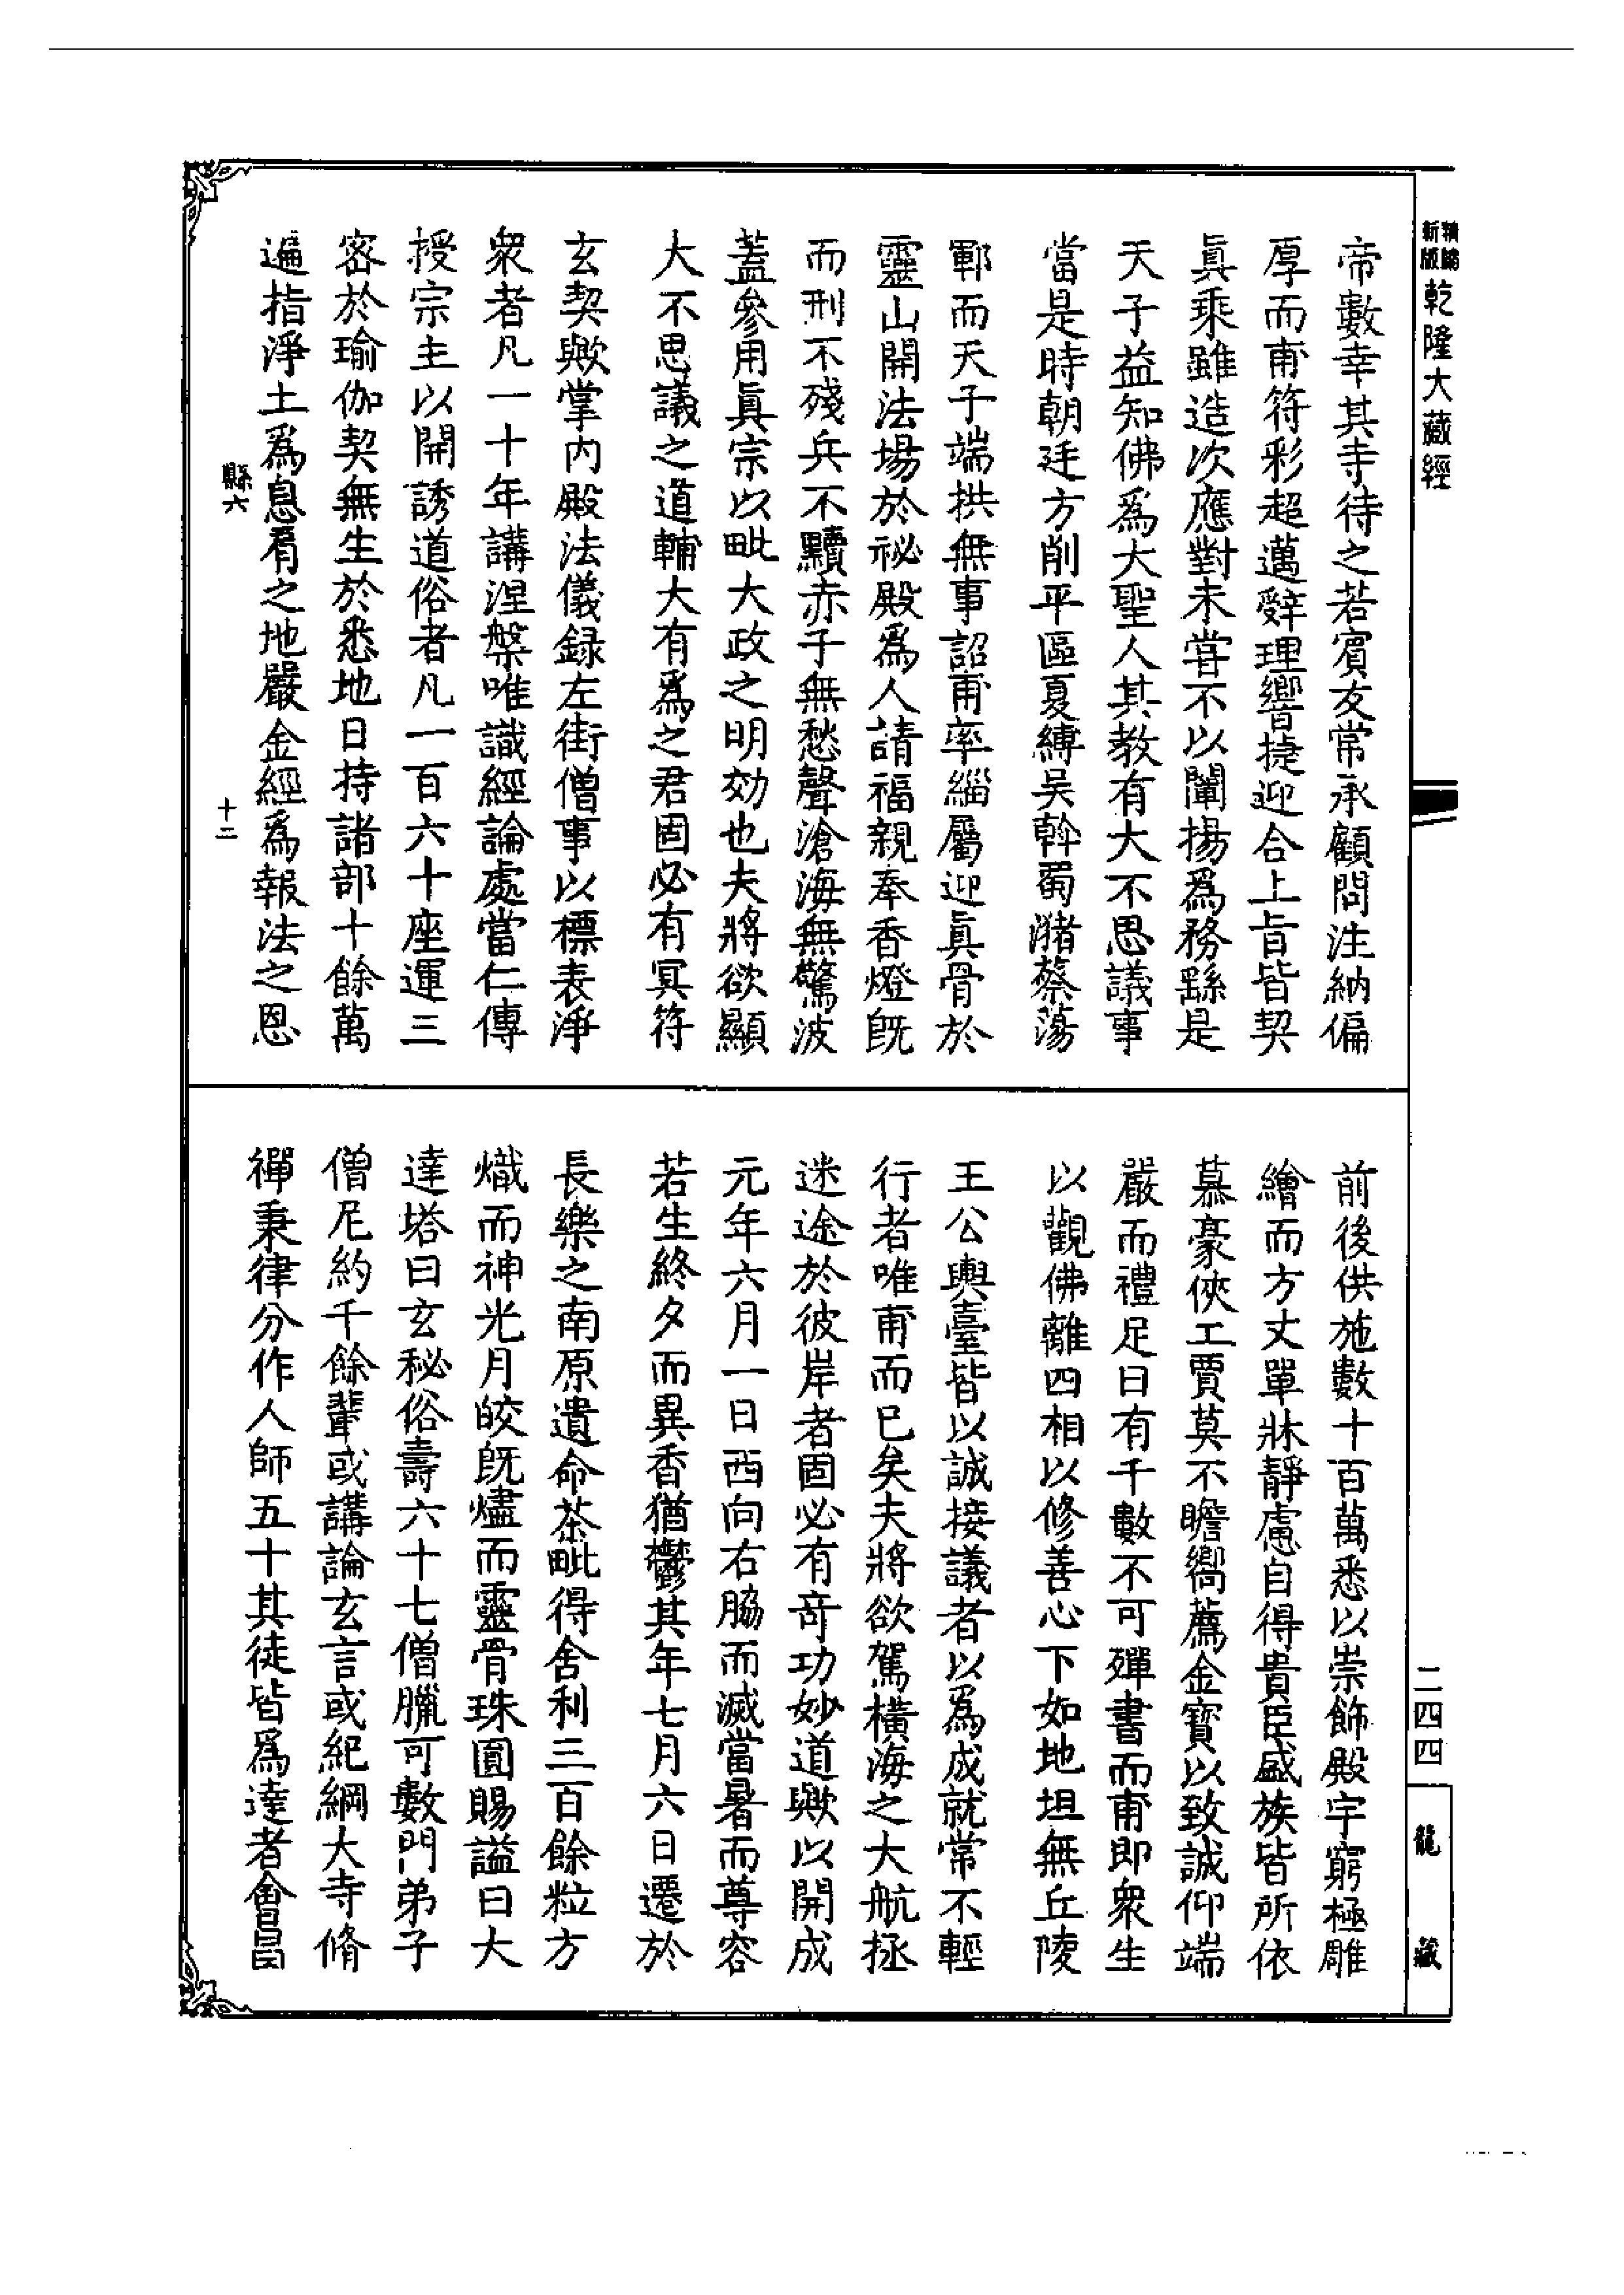 新編
新版
乾隆大藏經
帝數幸其寺待之若賓友常承顧問注納偏
厚而甫符彩超邁辭理響捷迎合上旨皆契
眞乘雖造次應對未嘗不以闡揚爲務繇是
天子益知佛爲大聖人其教有大不思議事
當是時朝廷方削平區夏縛吳斡蜀瀦蔡蕩
鄆而天子端拱無事詔甫率緇屬迎眞骨於
靈山開法場於祕殿爲人請福親奉香燈旣
而刑不殘兵不黷赤子無愁聲滄海無驚波
蓋參用眞宗以毗大政之明効也夫將欲顯
大不思議之道輔大有爲之君固必有冥符
玄契歟掌內殿法儀錄左街僧事以標表淨
衆者凡一十年講涅槃唯識經論處當仁傳
授宗主以開誘道俗者凡一百六十座運三
密於瑜伽契無生於悉地日持諸部十餘萬
遍指淨土爲息肩之地嚴金經爲報法之恩
縣六
十二
前後供施數十百萬悉以崇飾殿宇窮極雕
繪而方丈單牀靜慮自得貴臣盛族皆所依
慕豪俠工賈莫不瞻嚮薦金寶以致誠仰端
嚴而禮足日有千數不可殫書而甫即衆生
以觀佛離四相以修善心下如地坦無丘陵
王公輿臺皆以誠接議者以爲成就常不輕
行者唯甫而已矣夫將欲駕橫海之大航拯
迷途於彼岸者固必有奇功妙道歟以開成
元年六月一日西向右脇而滅當暑而尊容
若生終夕而異香猶鬱其年七月六日遷於
長樂之南原遺命茶毗得舍利三百餘粒方
熾而神光月皎旣燼而靈骨珠圓賜謚曰大
達塔曰玄秘俗壽六十七僧臘可數門弟子
僧尼約千餘輩或講論玄言或紀綱大寺脩
禪秉律分作人師五十其徒皆爲達者會昌
二四四
龍藏